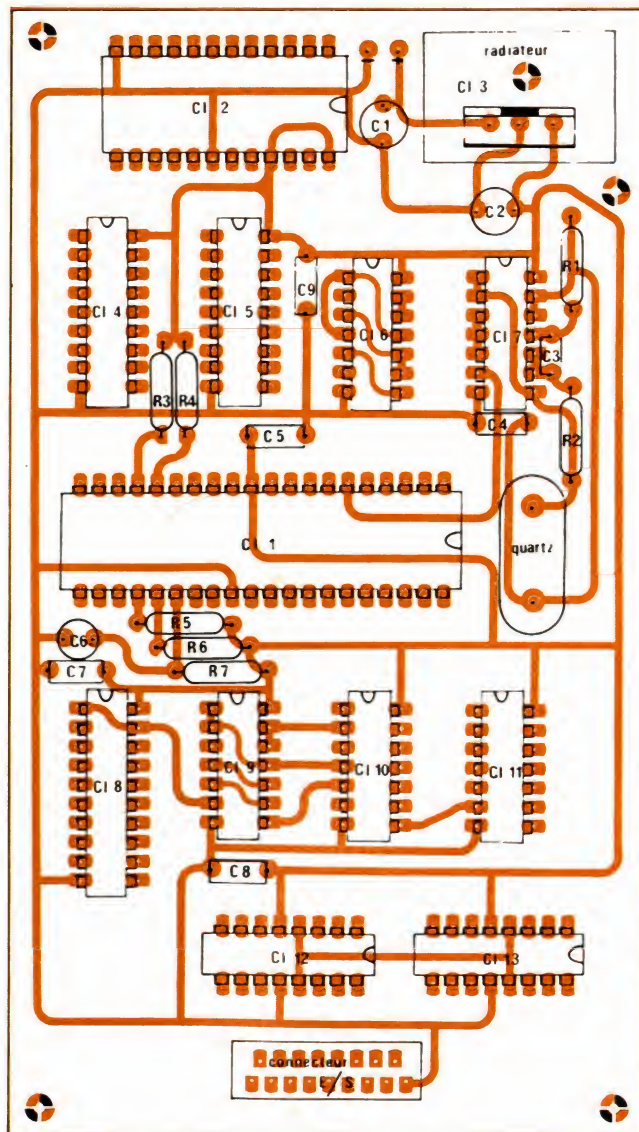 radiateur
CI 3
CI 2
C1
C2
R1
CI 4
CI 5
C9
CI 6
CI 7
C3
R3
R4
C5
C4
R2
CI 1
quartz
R5
C6
R6
C7
R7
CI 8
CI 9
CI 10
CI 11
C8
CI 12
CI 13
connecteur
E/S